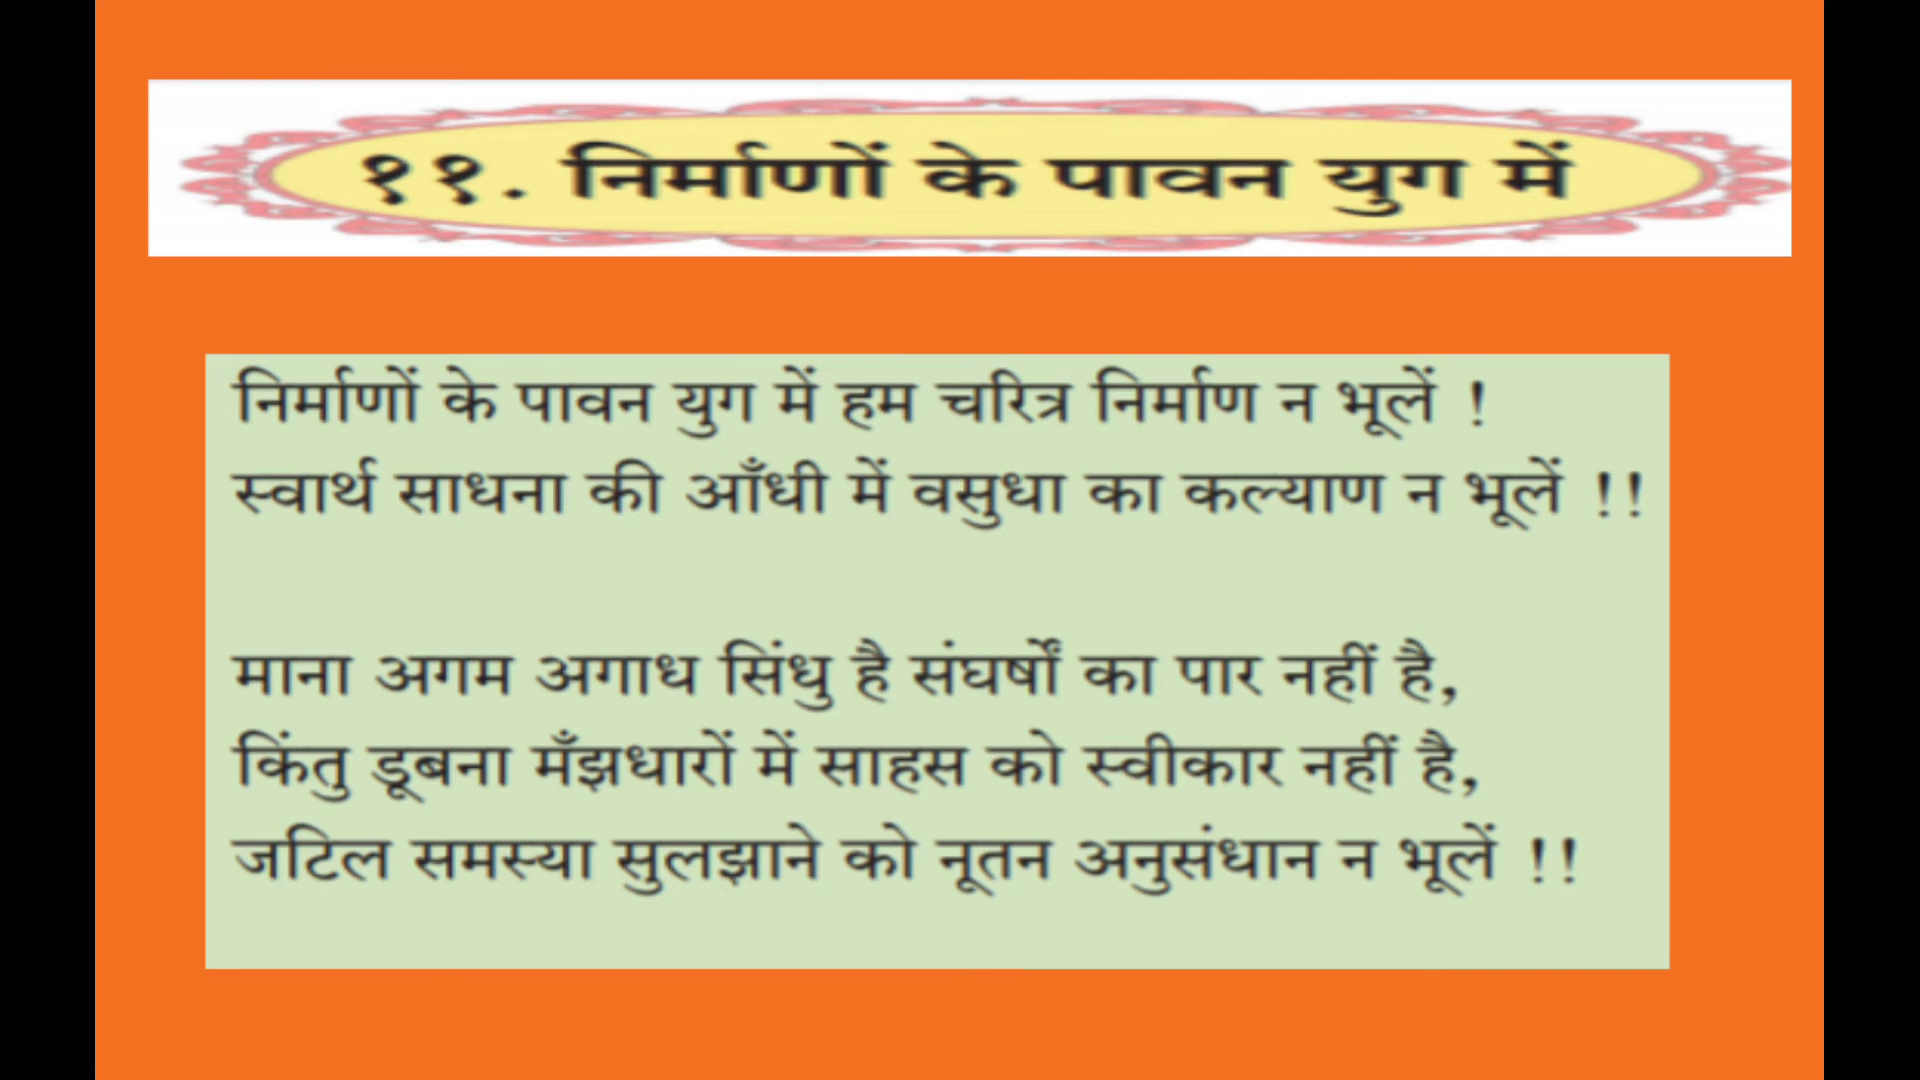 ११. निर्माणों के पावन युग में
निर्माणों के पावन युग में हम चरित्र निर्माण न भूलें !
स्वार्थ साधना की आँधी में वसुधा का कल्याण न भूलें !!
माना अगम अगाध सिंधु है संघर्षों का पार नहीं है,
किंतु डूबना मँझधारों में साहस को स्वीकार नहीं है,
जटिल समस्या सुलझाने को नूतन अनुसंधान न भूलें !!